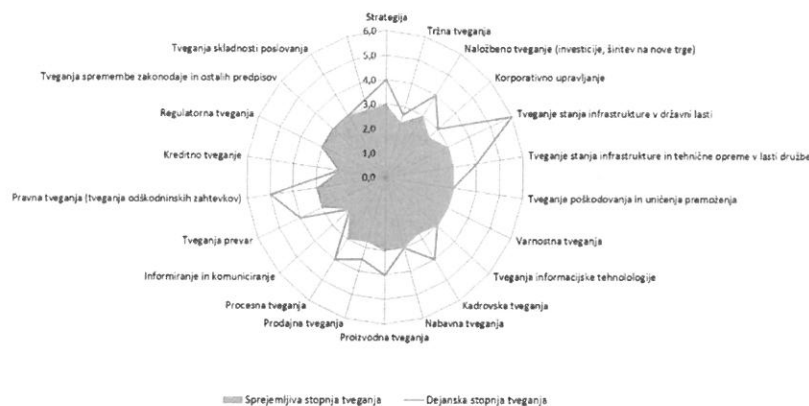 Strategija
Tržna tveganja
Naložbeno tveganje (investicije, šintev na nove trge)
Korporativno upravljanje
Tveganje stanja infrastrukture v državni lasti
Tveganje stanja infrastrukture in tehnične opreme v lasti družbe
Tveganje poškodovanja in uničenja premoženja
Varnostna tveganja
Tveganja informacijske tehnolologije
Kadrovska tveganja
Nabavna tveganja
Proizvodna tveganja
Prodajna tveganja
Procesna tveganja
Informiranje in komuniciranje
Tveganja prevar
Pravna tveganja (tveganja odškodninskih zahtevkov)
Kreditno tveganje
Regulatorna tveganja
Tveganja spremembe zakonodaje in ostalih predpisov
Tveganja skladnosti poslovanja
6,0
5,0
4,0
3,0
2,0
1,0
0,0
Sprejemljiva stopnja tveganja
Dejanska stopnja tveganja